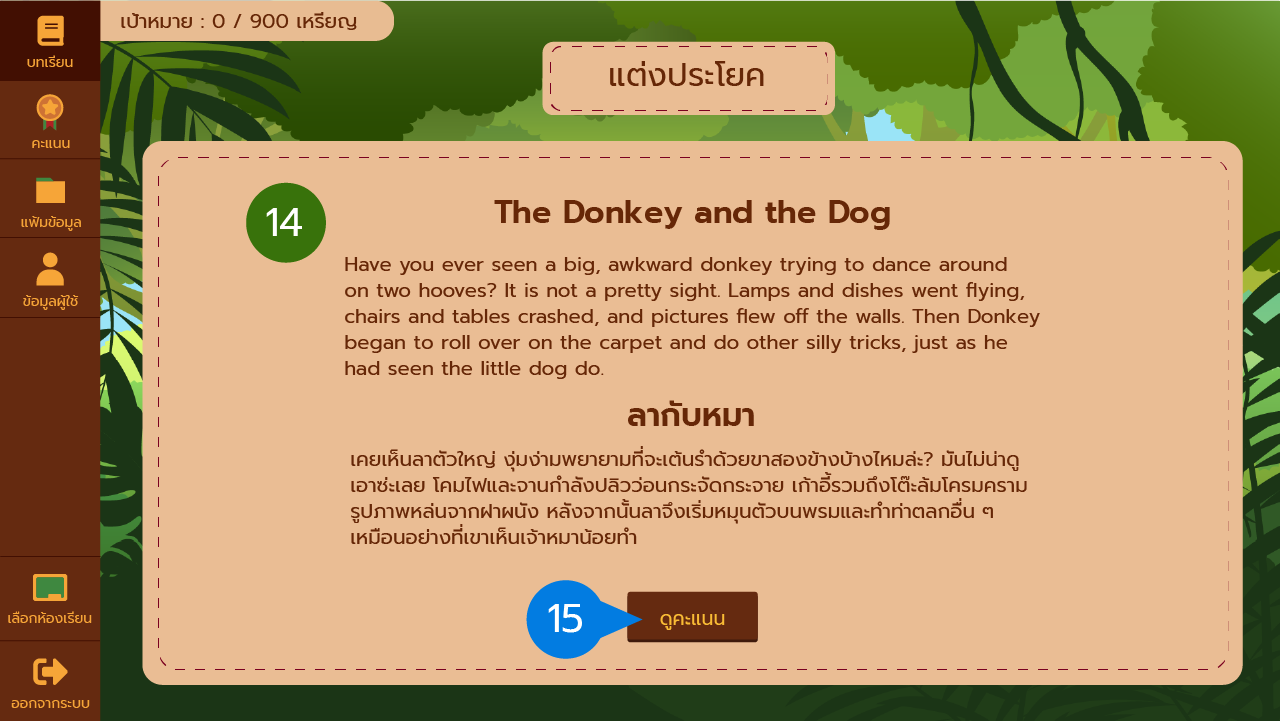 เป้าหมาย : 0 / 900 เหรียญ
บทเรียน
คะแนน
แฟ้มข้อมูล
ข้อมูลผู้ใช้
เลือกห้องเรียน
ออกจากระบบ
แต่งประโยค
14
The Donkey and the Dog
Have you ever seen a big, awkward donkey trying to dance around
on two hooves? It is not a pretty sight. Lamps and dishes went flying,
chairs and tables crashed, and pictures flew off the walls. Then Donkey
began to roll over on the carpet and do other silly tricks, just as he
had seen the little dog do.
ลากับหมา
เคยเห็นลาตัวใหญ่ งุ่มง่ามพยายามที่จะเต้นรำด้วยขาสองข้างบ้างไหมล่ะ? มันไม่น่าดู
เอาซ่ะเลย โคมไฟและจานกำลังปลิวว่อนกระจัดกระจาย เก้าอี้รวมถึงโต๊ะล้มโครมคราม
รูปภาพหล่นจากฝาผนัง หลังจากนั้นลาจึงเริ่มหมุนตัวบนพรมและทำท่าตลกอื่น ๆ
เหมือนอย่างที่เขาเห็นเจ้าหมาน้อยทำ
15
ดูคะแนน